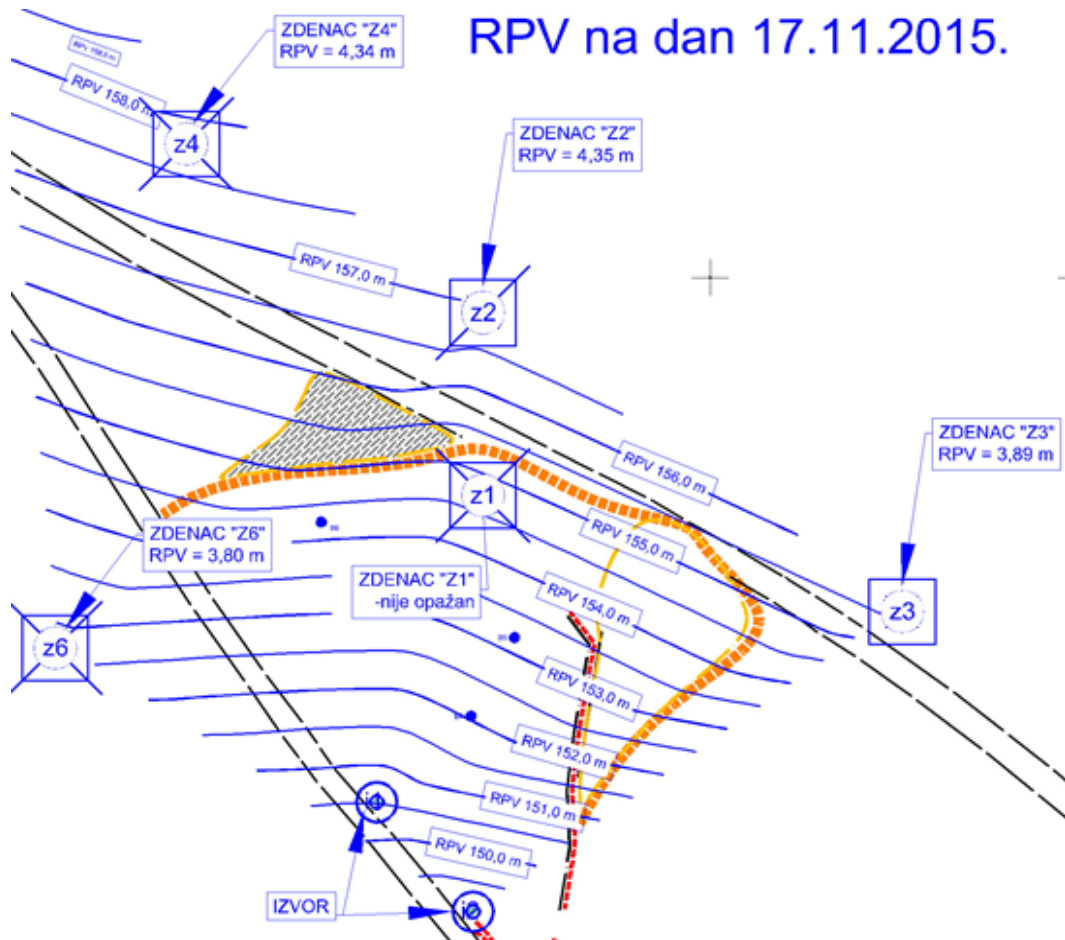 RPV na dan 17.11.2015.
ZDENAC "Z4"
RPV = 4,34 m
RPV 158,0 m
z4
ZDENAC "Z2"
RPV = 4,35 m
RPV 157,0 m
z2
ZDENAC "Z3"
RPV = 3,89 m
RPV 156,0 m
z1
RPV 155,0 m
ZDENAC "Z6"
RPV = 3,80 m
ZDENAC "Z1"
-nije opažan
RPV 154,0 m
z3
z6
RPV 153,0 m
RPV 152,0 m
RPV 151,0 m
RPV 150,0 m
IZVOR